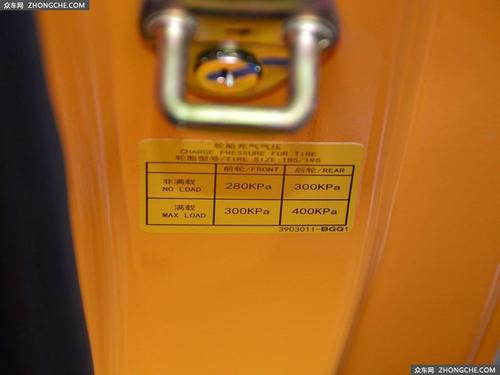 众车网 ZHONGCHE.COM
轮胎充气气压
CHARGE PRESSURE FOR TIRE
轮胎型号/TIRE SIZE:185/195
前轮/FRONT 后轮/REAR
非满载
NO LOAD 280KPa 300KPa
满载
MAX LOAD 300KPa 400KPa
3903011-BGQ1
众车网 ZHONGCHE.COM